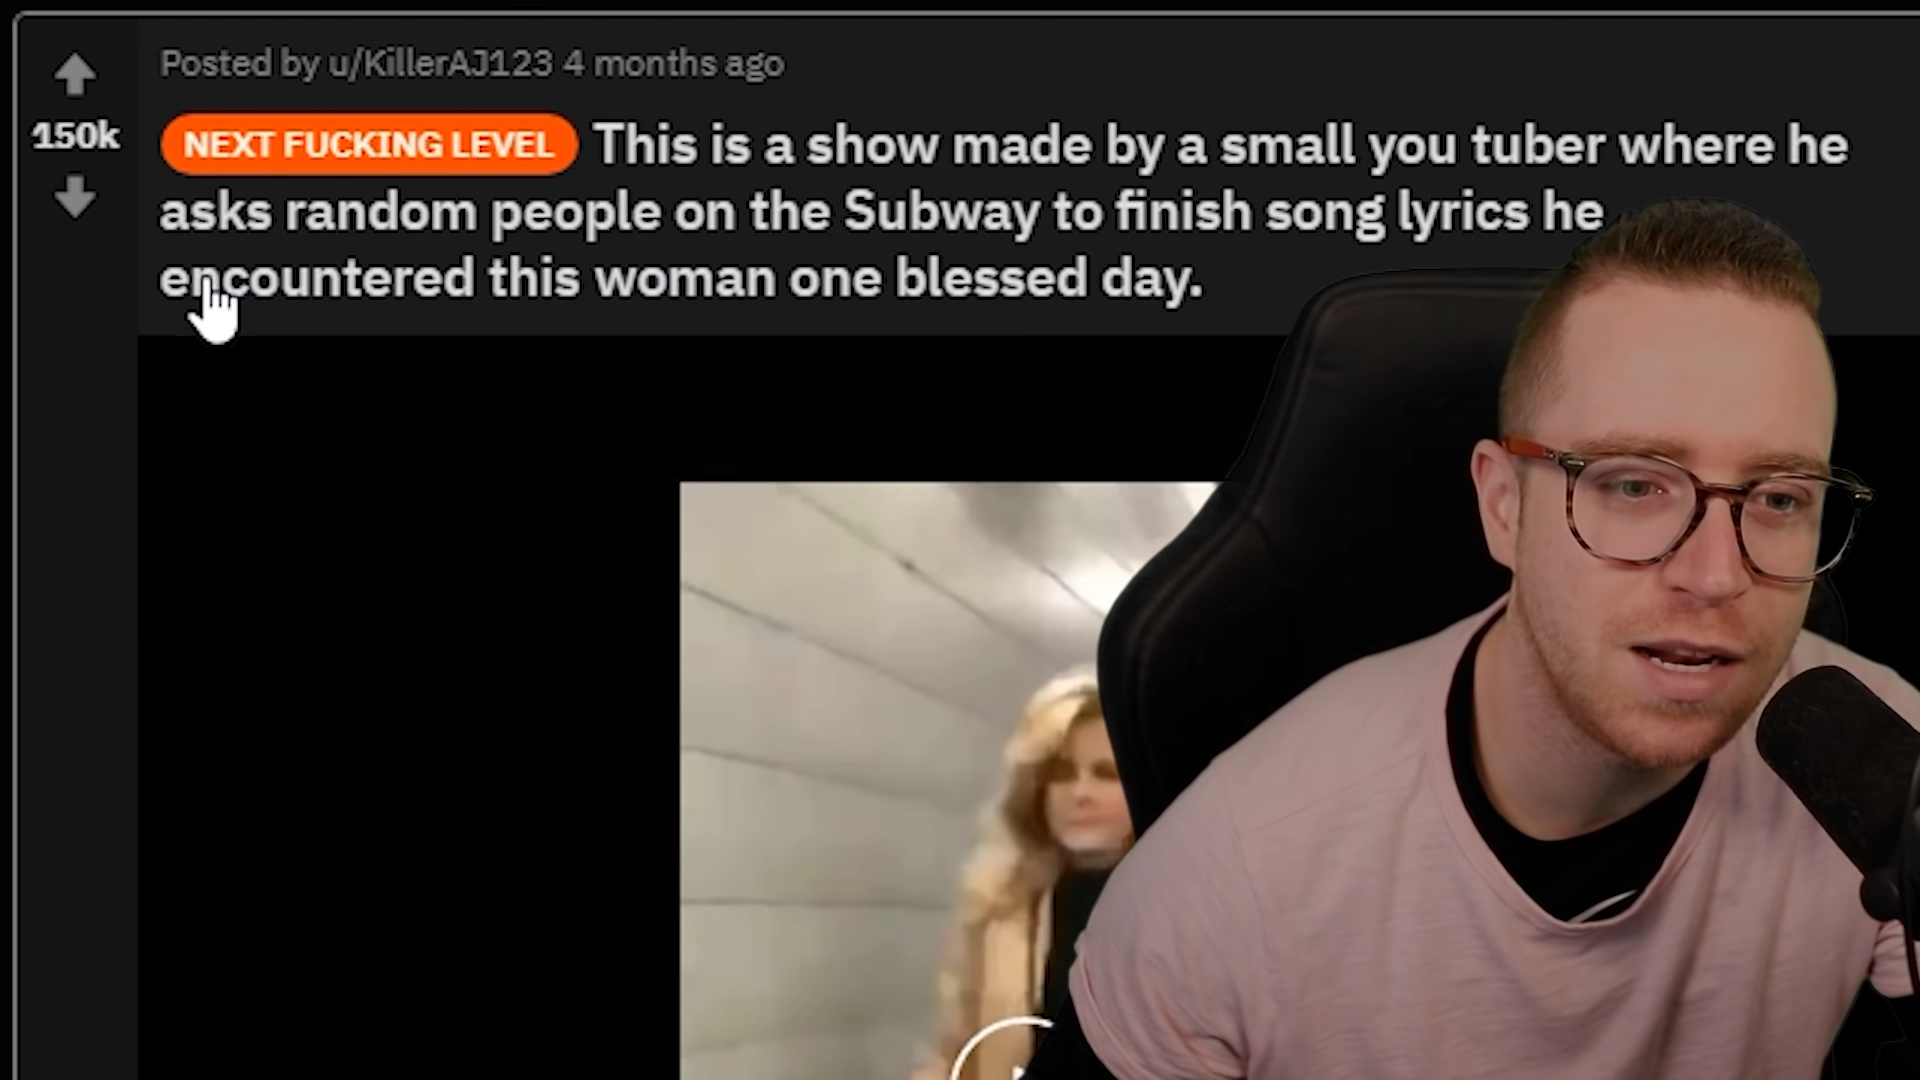 Posted by u/KillerAJ123 4 months ago
150k
NEXT FUCKING LEVEL This is a show made by a small you tuber where he
asks random people on the Subway to finish song lyrics he
encountered this woman one blessed day.